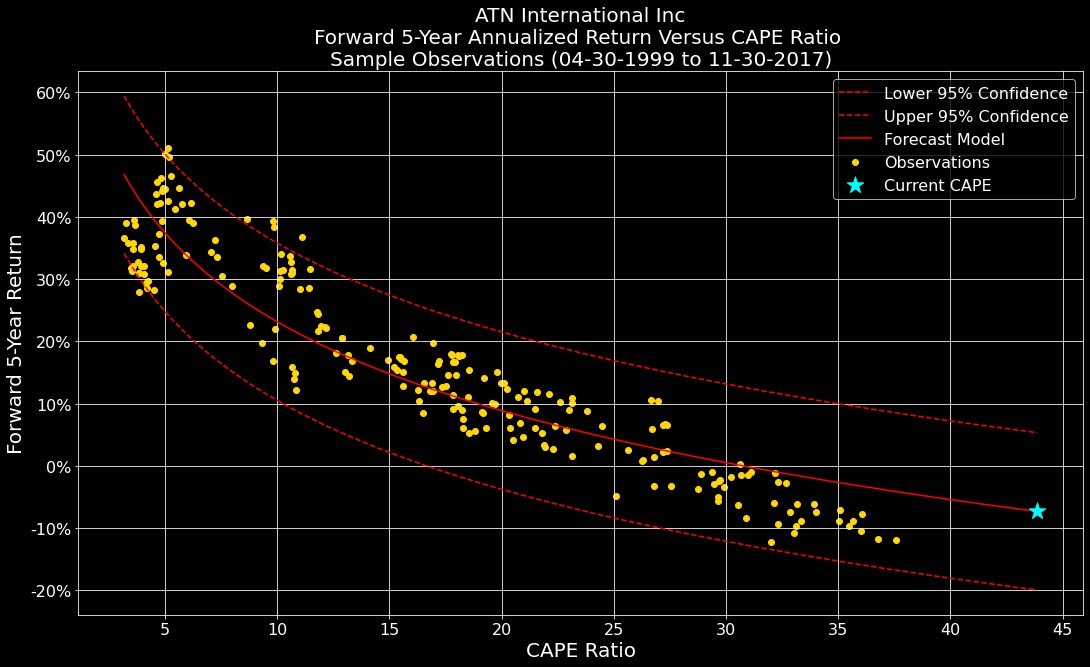 ATN International Inc
Forward 5-Year Annualized Return Versus CAPE Ratio
Sample Observations (04-30-1999 to 11-30-2017)
Lower 95% Confidence
Upper 95% Confidence
Forecast Model
Observations
Current CAPE
Forward 5-Year Return
60%
50%
40%
30%
20%
10%
0%
-10%
-20%
5 10 15 20 25 30 35 40 45
CAPE Ratio